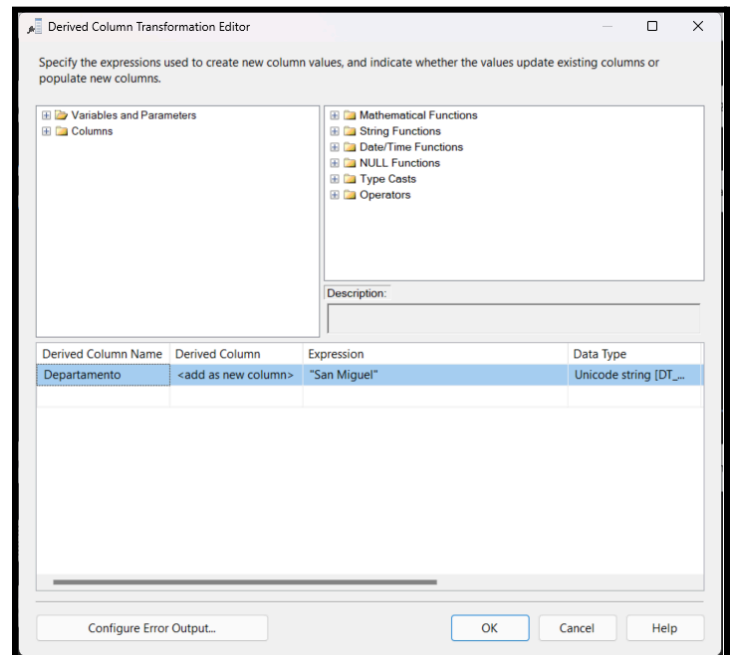 Derived Column Transformation Editor
Specify the expressions used to create new column values, and indicate whether the values update existing columns or
populate new columns.
Variables and Parameters
Columns
Mathematical Functions
String Functions
Date/Time Functions
NULL Functions
Type Casts
Operators
Description:
Derived Column Name Derived Column Expression Data Type
Departamento <add as new column> "San Miguel" Unicode string [DT_...
Configure Error Output... OK Cancel Help